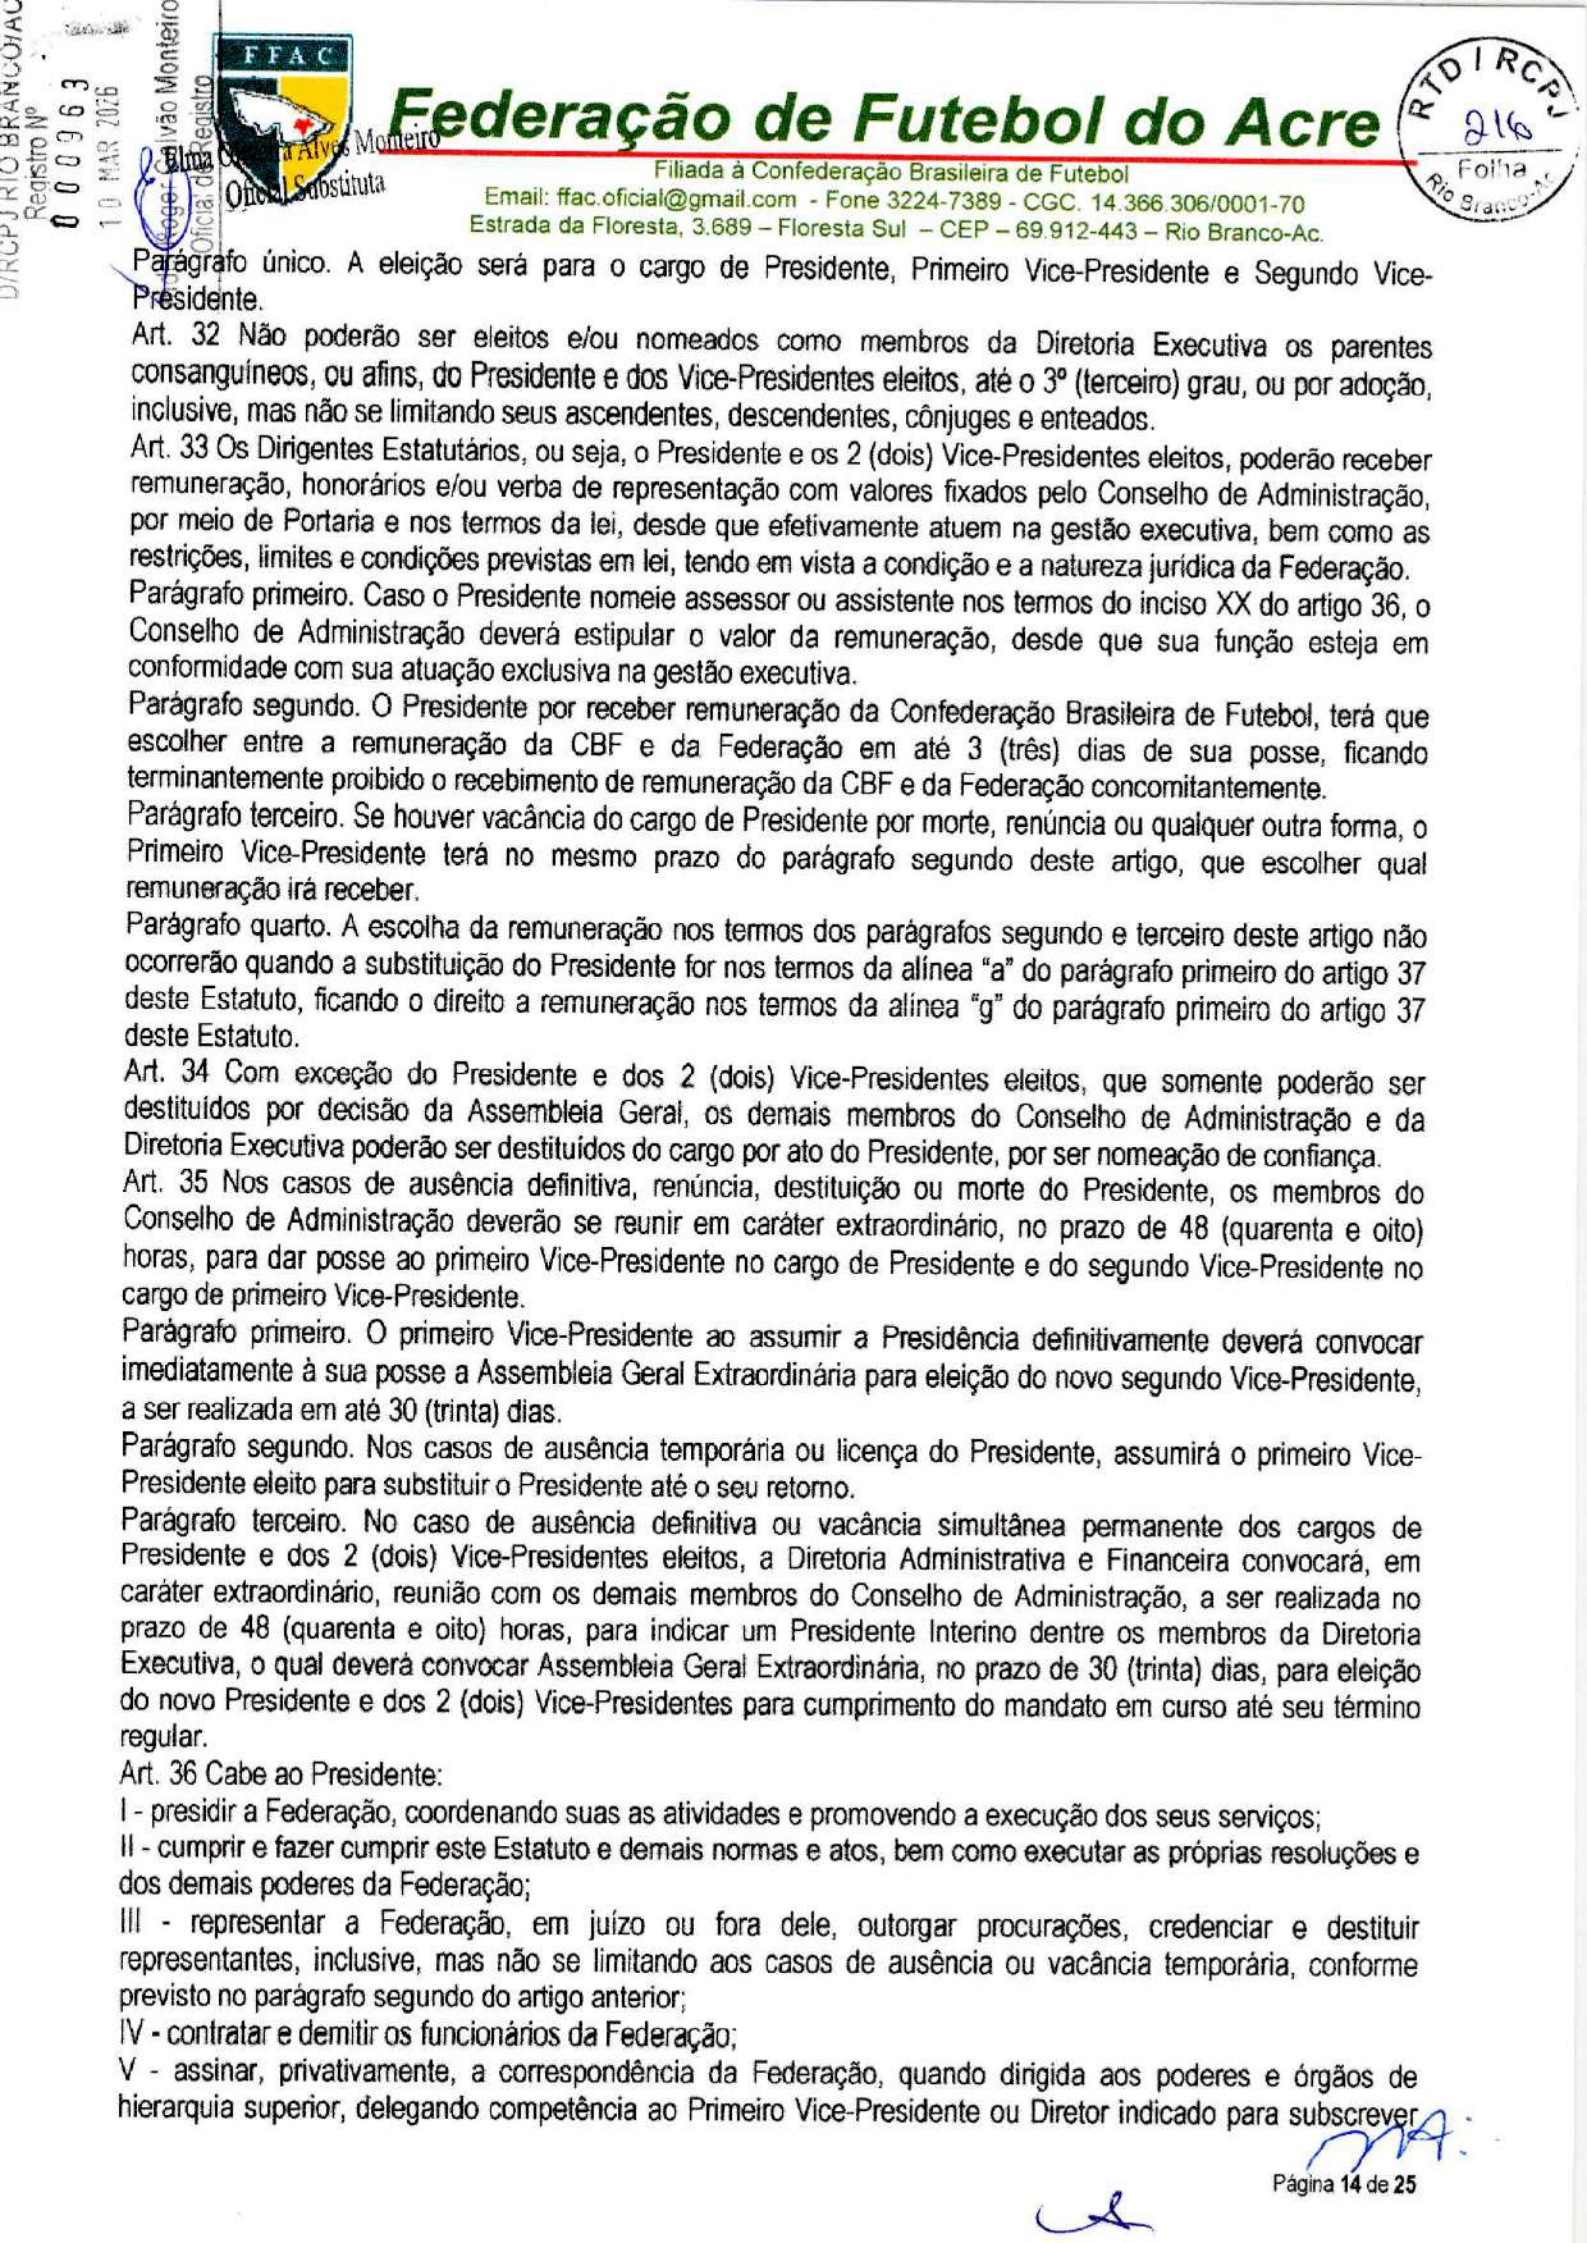 D/RCPJ RIO BRANCO/AC
Registro Nº
000963
10 MAR 2026
Galvão Monteiro
Oficial de Registro
FFAC
Federação de Futebol do Acre
Elma Alves Monteiro
Oficial Substituta
Filiada à Confederação Brasileira de Futebol
Email: ffac.oficial@gmail.com - Fone 3224-7389 - CGC. 14.366.306/0001-70
Estrada da Floresta, 3.689 – Floresta Sul – CEP – 69.912-443 – Rio Branco-Ac.
RTD / RCPJ
216
Folha
Rio Branco-Ac
Parágrafo único. A eleição será para o cargo de Presidente, Primeiro Vice-Presidente e Segundo Vice-
Presidente.
Art. 32 Não poderão ser eleitos e/ou nomeados como membros da Diretoria Executiva os parentes
consanguíneos, ou afins, do Presidente e dos Vice-Presidentes eleitos, até o 3º (terceiro) grau, ou por adoção,
inclusive, mas não se limitando seus ascendentes, descendentes, cônjuges e enteados.
Art. 33 Os Dirigentes Estatutários, ou seja, o Presidente e os 2 (dois) Vice-Presidentes eleitos, poderão receber
remuneração, honorários e/ou verba de representação com valores fixados pelo Conselho de Administração,
por meio de Portaria e nos termos da lei, desde que efetivamente atuem na gestão executiva, bem como as
restrições, limites e condições previstas em lei, tendo em vista a condição e a natureza jurídica da Federação.
Parágrafo primeiro. Caso o Presidente nomeie assessor ou assistente nos termos do inciso XX do artigo 36, o
Conselho de Administração deverá estipular o valor da remuneração, desde que sua função esteja em
conformidade com sua atuação exclusiva na gestão executiva.
Parágrafo segundo. O Presidente por receber remuneração da Confederação Brasileira de Futebol, terá que
escolher entre a remuneração da CBF e da Federação em até 3 (três) dias de sua posse, ficando
terminantemente proibido o recebimento de remuneração da CBF e da Federação concomitantemente.
Parágrafo terceiro. Se houver vacância do cargo de Presidente por morte, renúncia ou qualquer outra forma, o
Primeiro Vice-Presidente terá no mesmo prazo do parágrafo segundo deste artigo, que escolher qual
remuneração irá receber.
Parágrafo quarto. A escolha da remuneração nos termos dos parágrafos segundo e terceiro deste artigo não
ocorrerão quando a substituição do Presidente for nos termos da alínea “a” do parágrafo primeiro do artigo 37
deste Estatuto, ficando o direito a remuneração nos termos da alínea “g” do parágrafo primeiro do artigo 37
deste Estatuto.
Art. 34 Com exceção do Presidente e dos 2 (dois) Vice-Presidentes eleitos, que somente poderão ser
destituídos por decisão da Assembleia Geral, os demais membros do Conselho de Administração e da
Diretoria Executiva poderão ser destituídos do cargo por ato do Presidente, por ser nomeação de confiança.
Art. 35 Nos casos de ausência definitiva, renúncia, destituição ou morte do Presidente, os membros do
Conselho de Administração deverão se reunir em caráter extraordinário, no prazo de 48 (quarenta e oito)
horas, para dar posse ao primeiro Vice-Presidente no cargo de Presidente e do segundo Vice-Presidente no
cargo de primeiro Vice-Presidente.
Parágrafo primeiro. O primeiro Vice-Presidente ao assumir a Presidência definitivamente deverá convocar
imediatamente à sua posse a Assembleia Geral Extraordinária para eleição do novo segundo Vice-Presidente,
a ser realizada em até 30 (trinta) dias.
Parágrafo segundo. Nos casos de ausência temporária ou licença do Presidente, assumirá o primeiro Vice-
Presidente eleito para substituir o Presidente até o seu retorno.
Parágrafo terceiro. No caso de ausência definitiva ou vacância simultânea permanente dos cargos de
Presidente e dos 2 (dois) Vice-Presidentes eleitos, a Diretoria Administrativa e Financeira convocará, em
caráter extraordinário, reunião com os demais membros do Conselho de Administração, a ser realizada no
prazo de 48 (quarenta e oito) horas, para indicar um Presidente Interino dentre os membros da Diretoria
Executiva, o qual deverá convocar Assembleia Geral Extraordinária, no prazo de 30 (trinta) dias, para eleição
do novo Presidente e dos 2 (dois) Vice-Presidentes para cumprimento do mandato em curso até seu término
regular.
Art. 36 Cabe ao Presidente:
I - presidir a Federação, coordenando suas as atividades e promovendo a execução dos seus serviços;
II - cumprir e fazer cumprir este Estatuto e demais normas e atos, bem como executar as próprias resoluções e
dos demais poderes da Federação;
III - representar a Federação, em juízo ou fora dele, outorgar procurações, credenciar e destituir
representantes, inclusive, mas não se limitando aos casos de ausência ou vacância temporária, conforme
previsto no parágrafo segundo do artigo anterior;
IV - contratar e demitir os funcionários da Federação;
V - assinar, privativamente, a correspondência da Federação, quando dirigida aos poderes e órgãos de
hierarquia superior, delegando competência ao Primeiro Vice-Presidente ou Diretor indicado para subscrever
Página 14 de 25